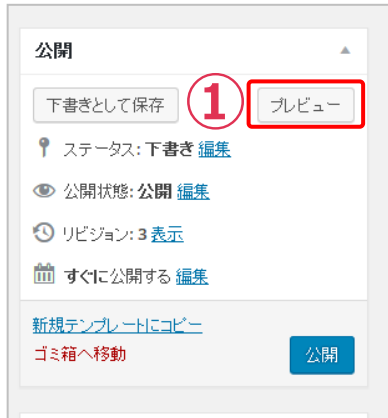 公開
下書きとして保存 ① プレビュー
ステータス: 下書き 編集
公開状態: 公開 編集
リビジョン: 3 表示
すぐに公開する 編集
新規テンプレートにコピー
ゴミ箱へ移動 公開